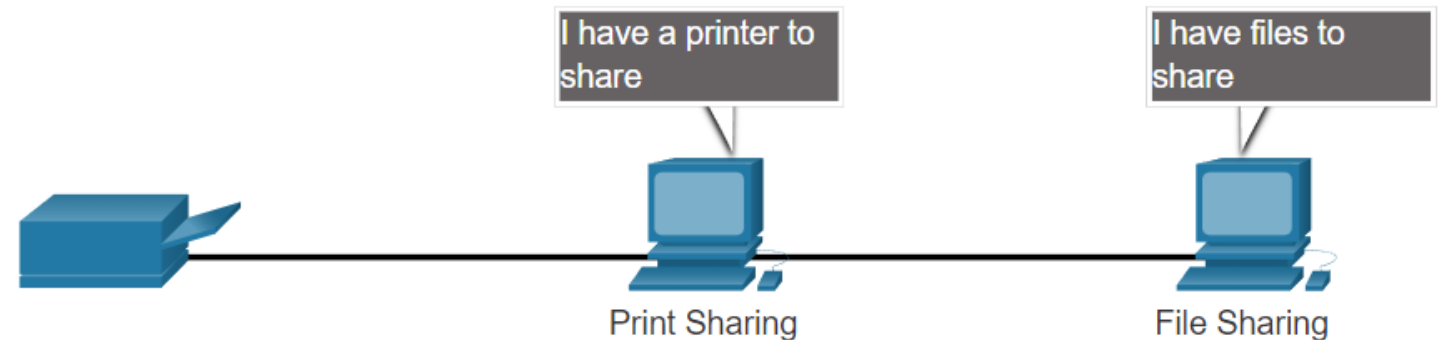 I have a printer to
share
I have files to
share
Print Sharing
File Sharing